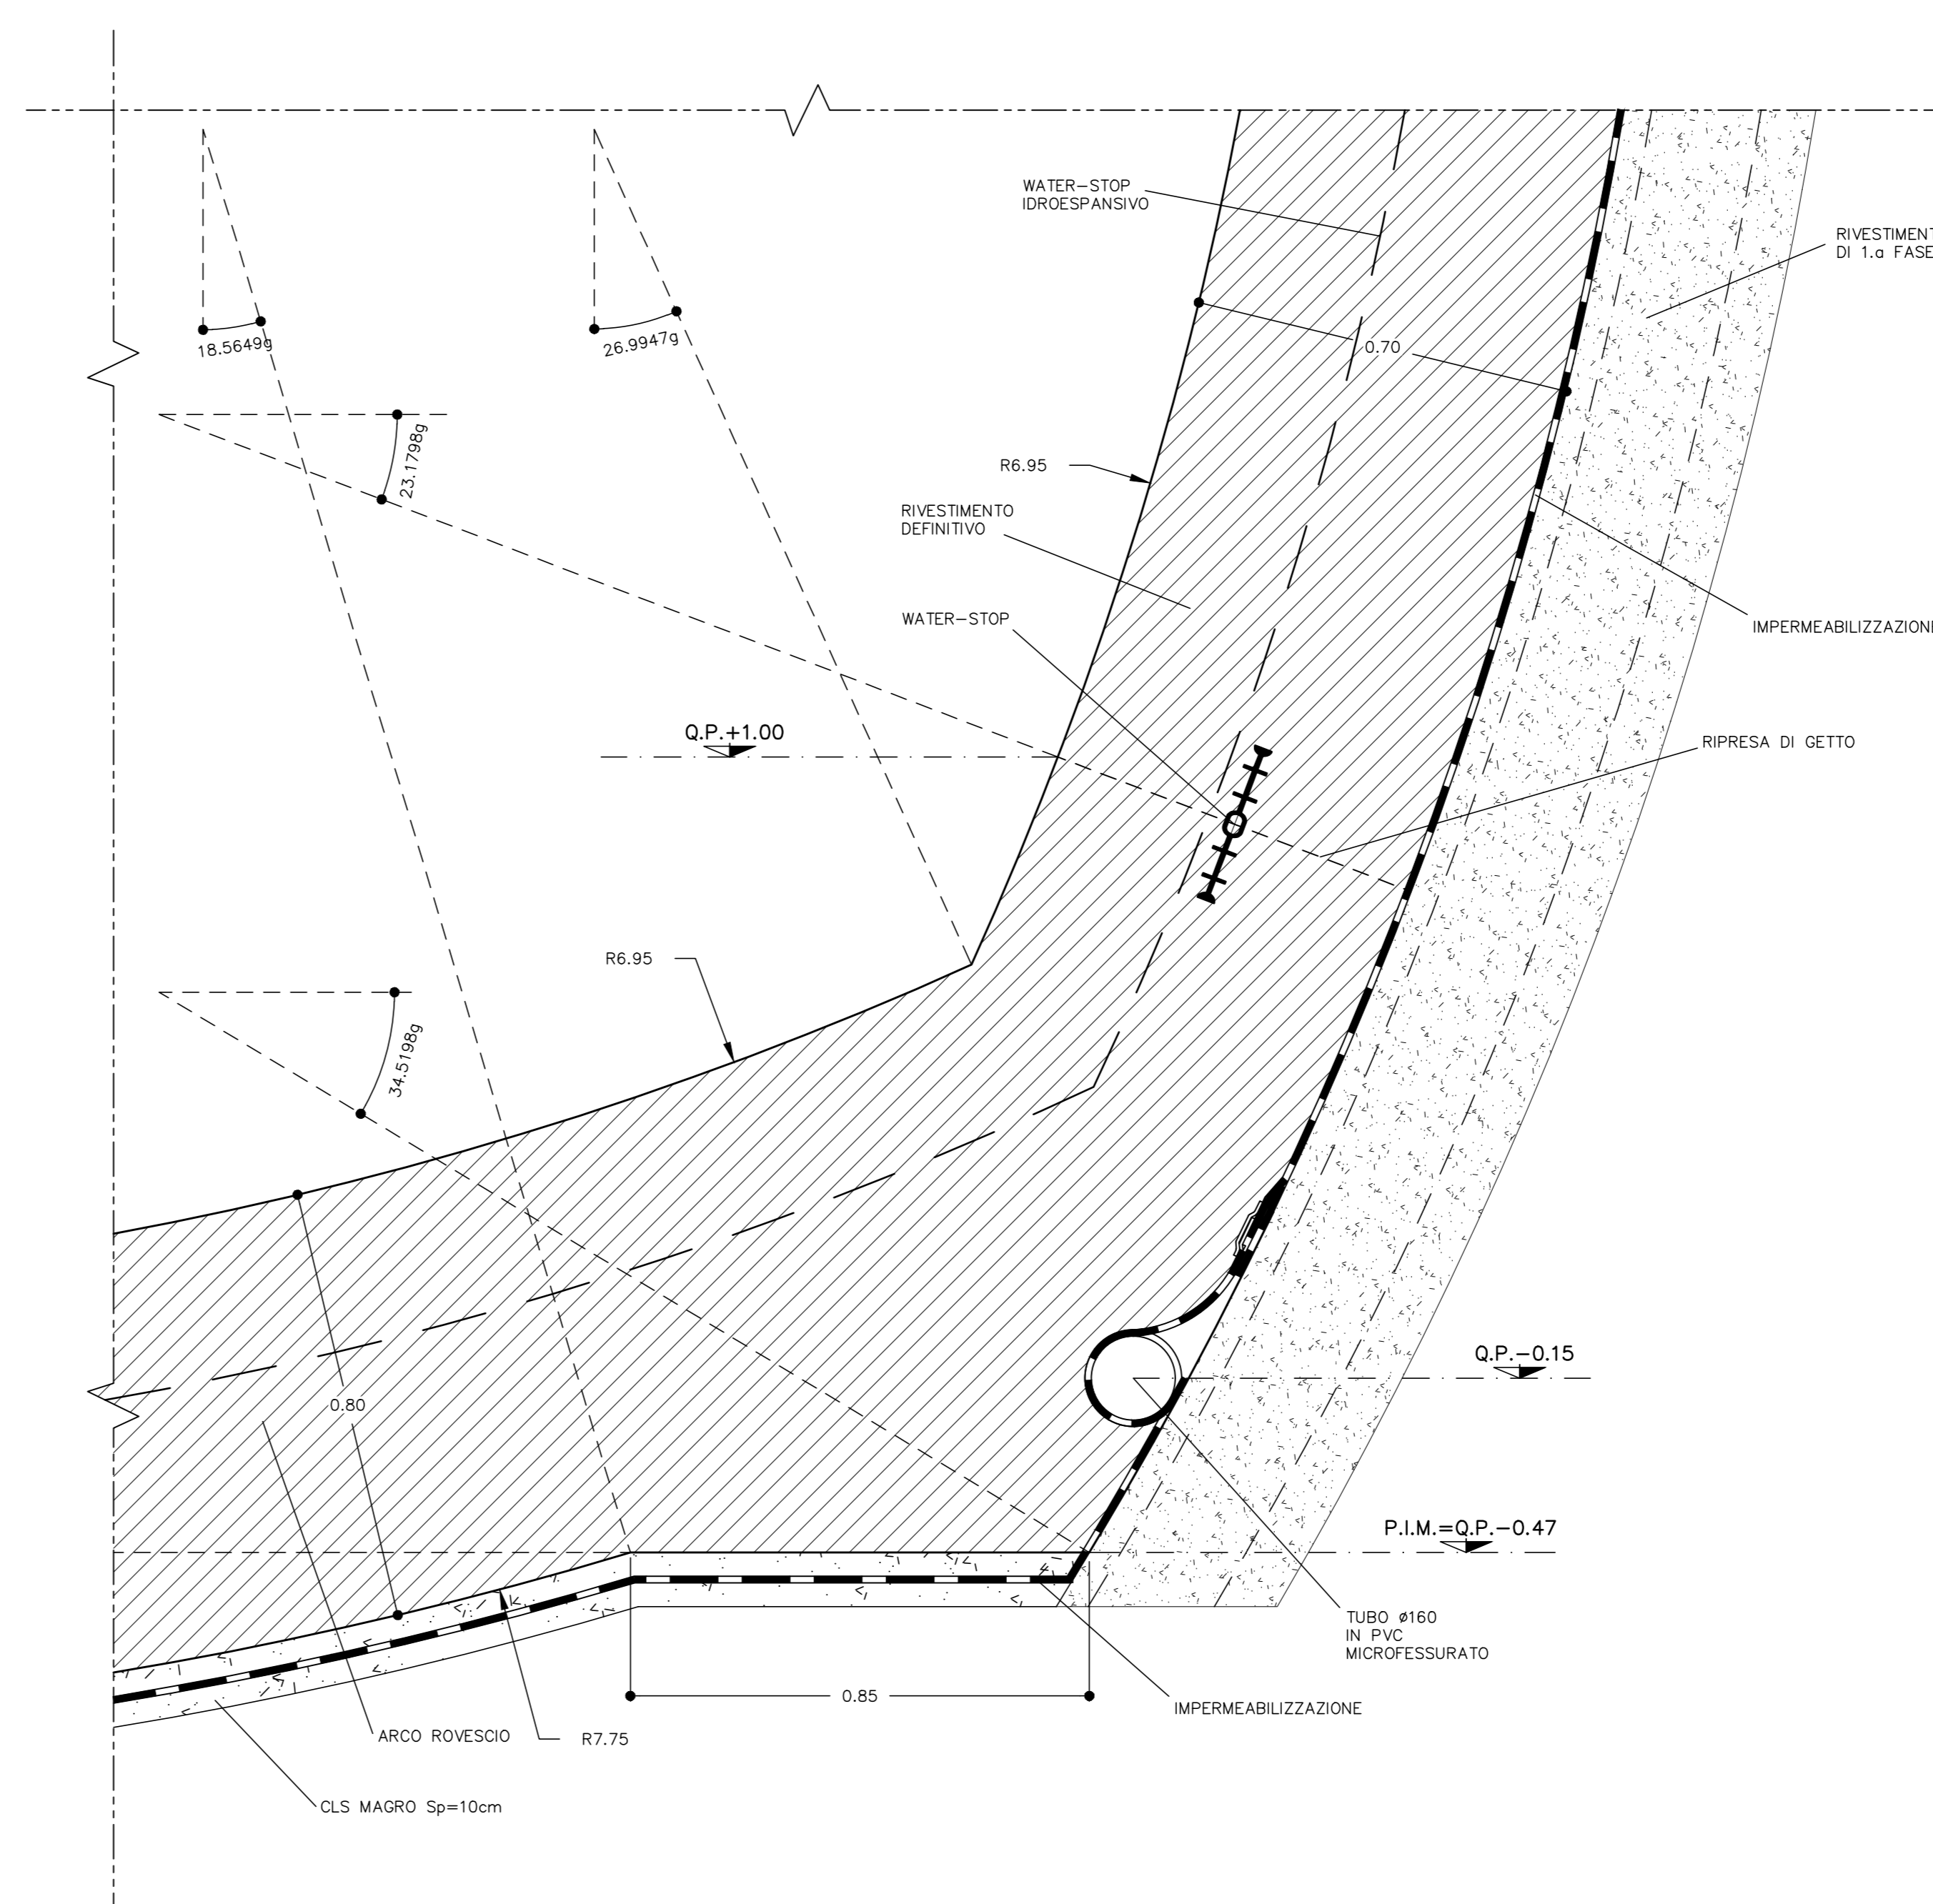 WATER-STOP
IDROESPANSIVO
RIVESTIMENT
DI 1.a FASE
18.5649g
26.9947g
0.70
23.1798g
R6.95
RIVESTIMENTO
DEFINITIVO
WATER-STOP
IMPERMEABILIZZAZIONE
Q.P.+1.00
RIPRESA DI GETTO
R6.95
34.5198g
Q.P.-0.15
0.80
P.I.M.=Q.P.-0.47
TUBO ø160
IN PVC
MICROFESSURATO
0.85
IMPERMEABILIZZAZIONE
ARCO ROVESCIO
R7.75
CLS MAGRO Sp=10cm